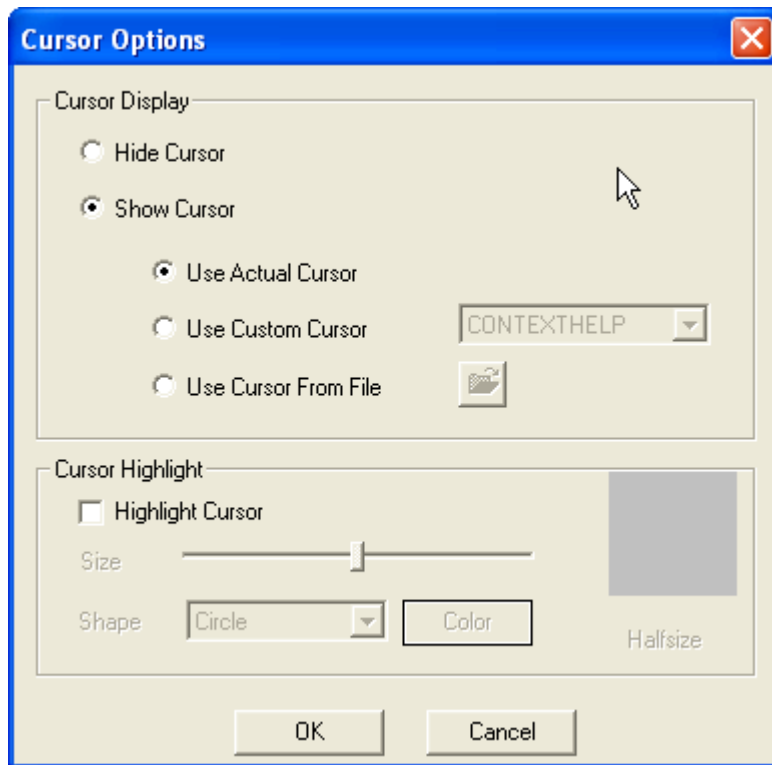 Cursor Options
Cursor Display
Hide Cursor
Show Cursor
Use Actual Cursor
Use Custom Cursor CONTEXTHELP
Use Cursor From File
Cursor Highlight
Highlight Cursor
Size
Shape Circle Color
Halfsize
OK Cancel